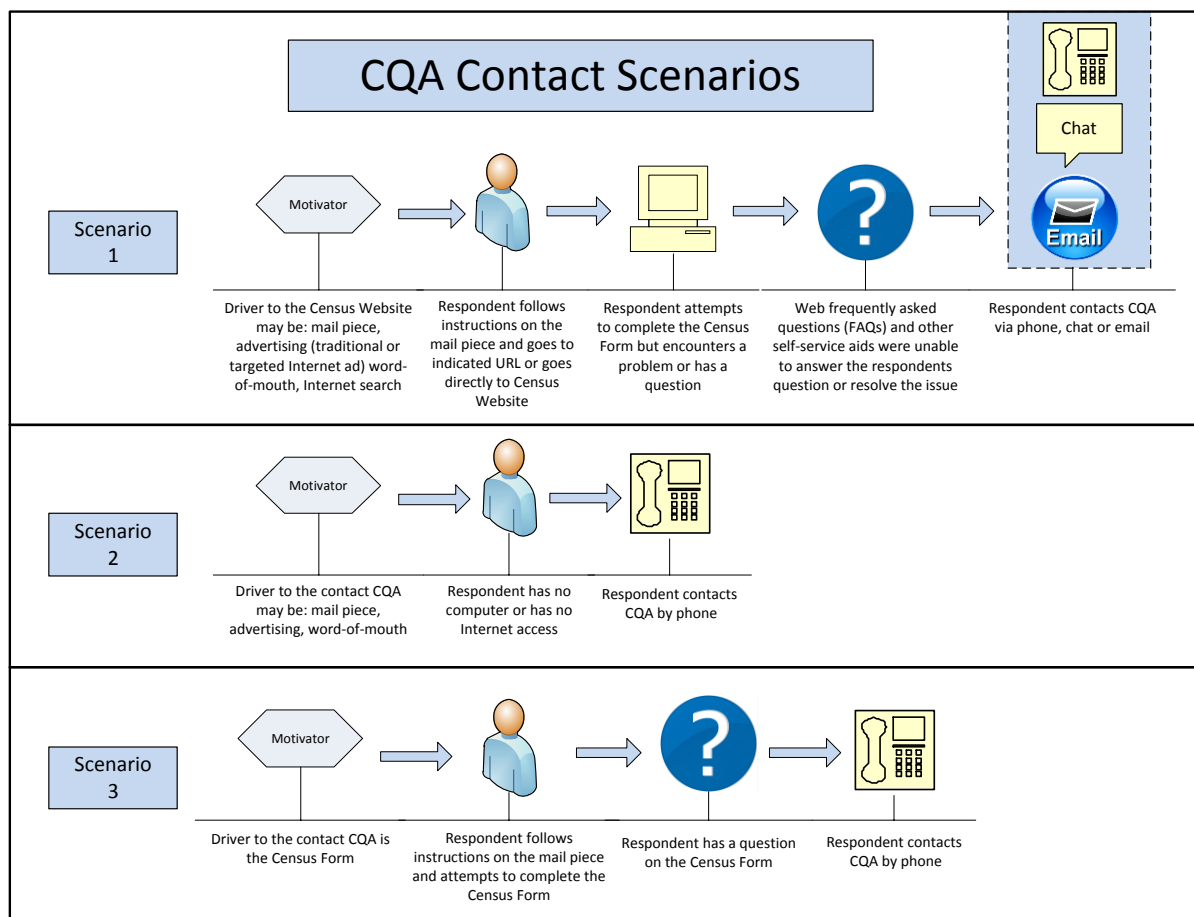 CQA Contact Scenarios
Chat
Email
Scenario
1
Motivator
Driver to the Census Website
may be: mail piece,
advertising (traditional or
targeted Internet ad) word-
of-mouth, Internet search
Respondent follows
instructions on the
mail piece and goes to
indicated URL or goes
directly to Census
Website
Respondent attempts
to complete the Census
Form but encounters a
problem or has a
question
Web frequently asked
questions (FAQs) and other
self-service aids were unable
to answer the respondents
question or resolve the issue
Respondent contacts CQA
via phone, chat or email
Scenario
2
Motivator
Driver to the contact CQA
may be: mail piece,
advertising, word-of-mouth
Respondent has no
computer or has no
Internet access
Respondent contacts
CQA by phone
Scenario
3
Motivator
Driver to the contact CQA is
the Census Form
Respondent follows
instructions on the mail piece
and attempts to complete the
Census Form
Respondent has a question
on the Census Form
Respondent contacts
CQA by phone